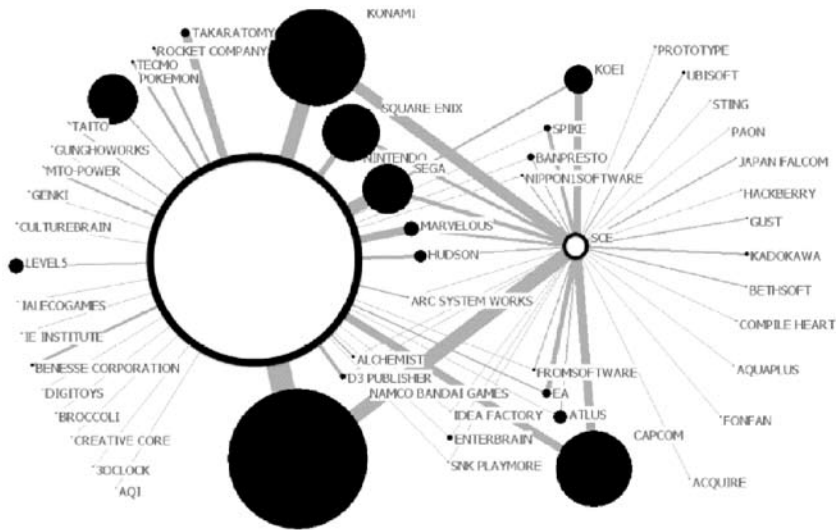 KONAMI
TAKARATOMY
ROCKET COMPANY
TECMO
POKEMON
TAITO
GUNGHOWORKS
MTO-POWER
GENKI
CULTUREBRAIN
LEVEL5
JALECOGAMES
IE INSTITUTE
BENESSE CORPORATION
DIGITOYS
BROCCOLI
CREATIVE CORE
3DCLOCK
AQI
SQUARE ENIX
NINTENDO
SEGA
MARVELOUS
HUDSON
ARC SYSTEM WORKS
ALCHEMIST
D3 PUBLISHER
NAMCO BANDAI GAMES
IDEA FACTORY
ENTERBRAIN
SNK PLAYMORE
KOEI
SPIKE
BANPRESTO
NIPPON1SOFTWARE
SCE
FROMSOFTWARE
EA
ATLUS
CAPCOM
PROTOTYPE
UBISOFT
STING
PAON
JAPAN FALCOM
HACKBERRY
GUST
KADOKAWA
BETHSOFT
COMPILE HEART
AQUAPLUS
FONFAN
ACQUIRE